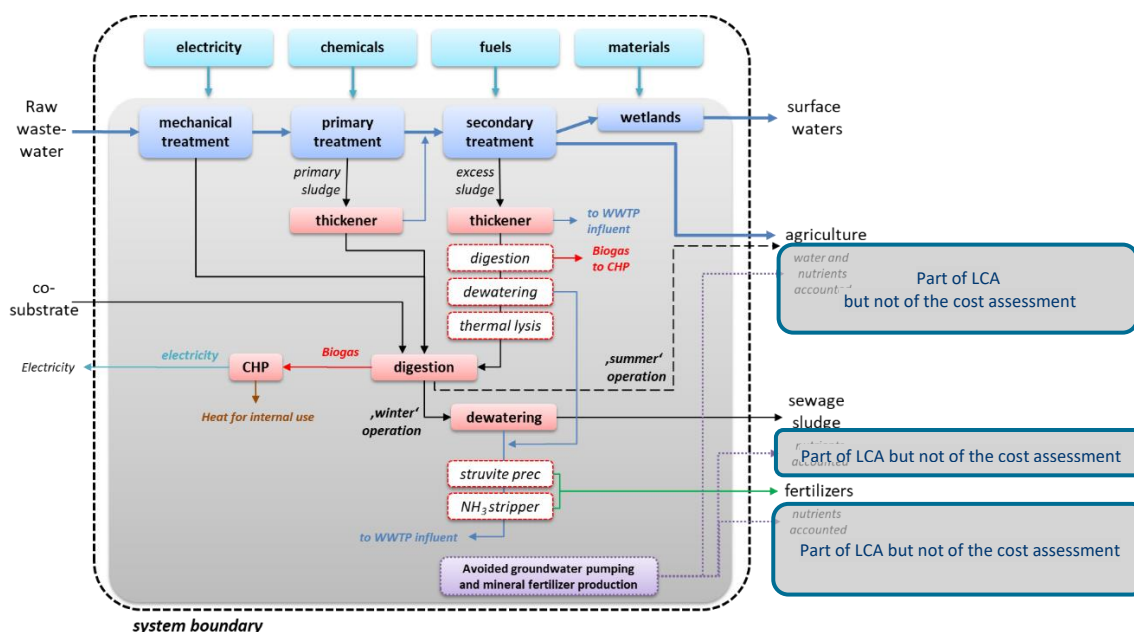 electricity
chemicals
fuels
materials
Raw
waste-
water
mechanical
treatment
primary
treatment
secondary
treatment
wetlands
surface
waters
primary
sludge
excess
sludge
thickener
thickener
to WWTP
influent
agriculture
water and
nutrients
accounted
Part of LCA
but not of the cost assessment
digestion
Biogas
to CHP
co-
substrate
dewatering
thermal lysis
Electricity
electricity
CHP
Biogas
digestion
‚summer‘
operation
Heat for internal use
‚winter‘
operation
dewatering
sewage
sludge
nutrients
accounted
Part of LCA but not of the cost assessment
struvite prec
NH₃ stripper
fertilizers
nutrients
accounted
Part of LCA but not of the cost assessment
to WWTP influent
Avoided groundwater pumping
and mineral fertilizer production
system boundary